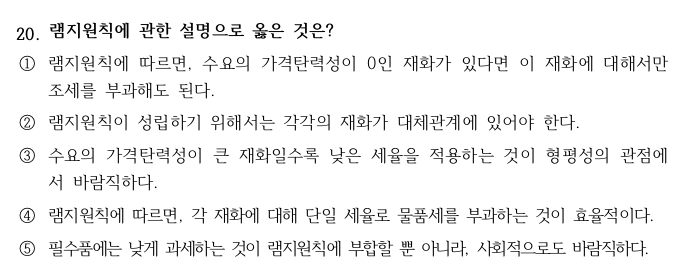 20. 램지원칙에 관한 설명으로 옳은 것은?
① 램지원칙에 따르면, 수요의 가격탄력성이 0인 재화가 있다면 이 재화에 대해서만
조세를 부과해도 된다.
② 램지원칙이 성립하기 위해서는 각각의 재화가 대체관계에 있어야 한다.
③ 수요의 가격탄력성이 큰 재화일수록 낮은 세율을 적용하는 것이 형평성의 관점에
서 바람직하다.
④ 램지원칙에 따르면, 각 재화에 대해 단일 세율로 물품세를 부과하는 것이 효율적이다.
⑤ 필수품에는 낮게 과세하는 것이 램지원칙에 부합할 뿐 아니라, 사회적으로도 바람직하다.